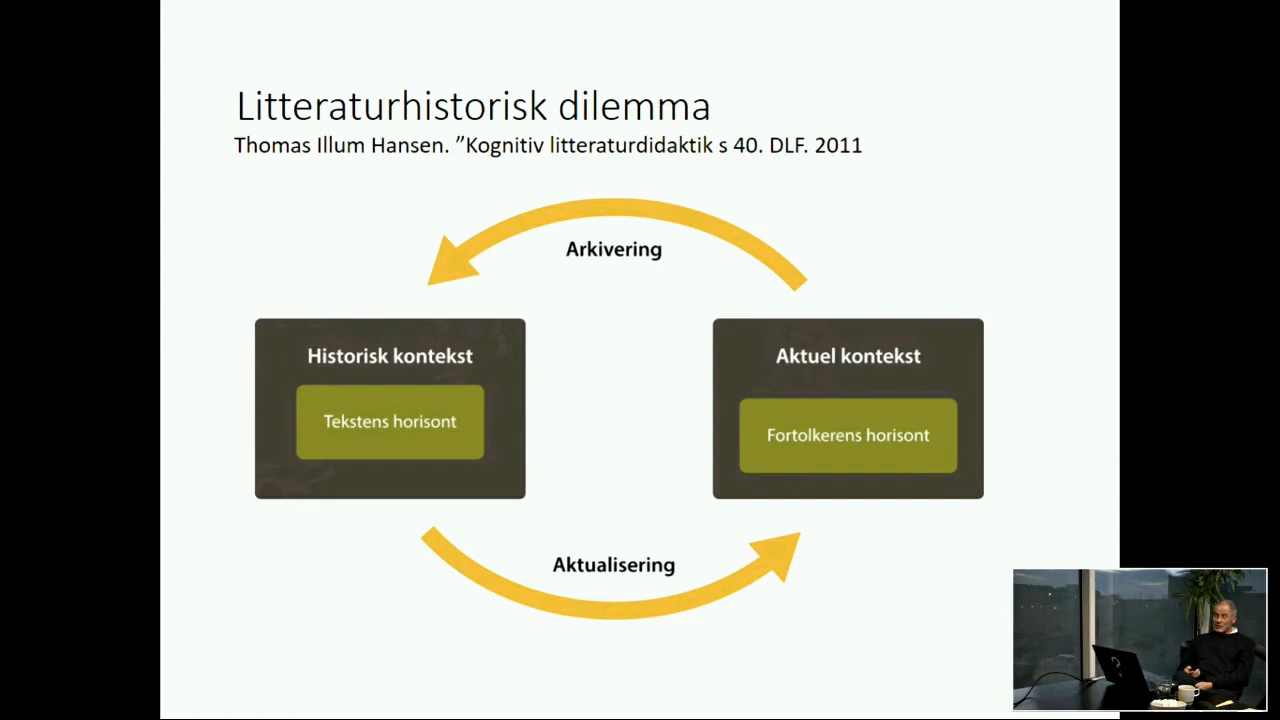 Litteraturhistorisk dilemma
Thomas Illum Hansen. ”Kognitiv litteraturdidaktik s 40. DLF. 2011
Arkivering
Historisk kontekst
Tekstens horisont
Aktuel kontekst
Fortolkerens horisont
Aktualisering